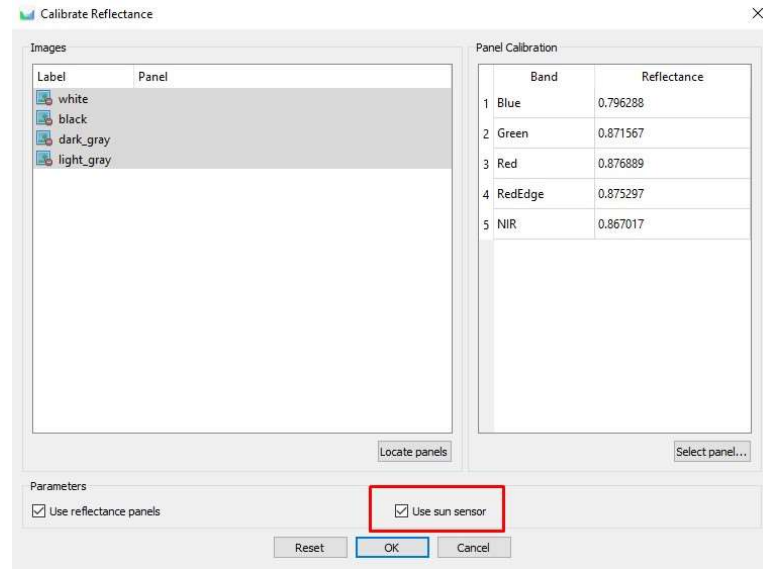 Calibrate Reflectance
Images
Label Panel
white
black
dark_gray
light_gray
Locate panels
Panel Calibration
Band Reflectance
1 Blue 0.796288
2 Green 0.871567
3 Red 0.876889
4 RedEdge 0.875297
5 NIR 0.867017
Select panel...
Parameters
Use reflectance panels Use sun sensor
Reset OK Cancel